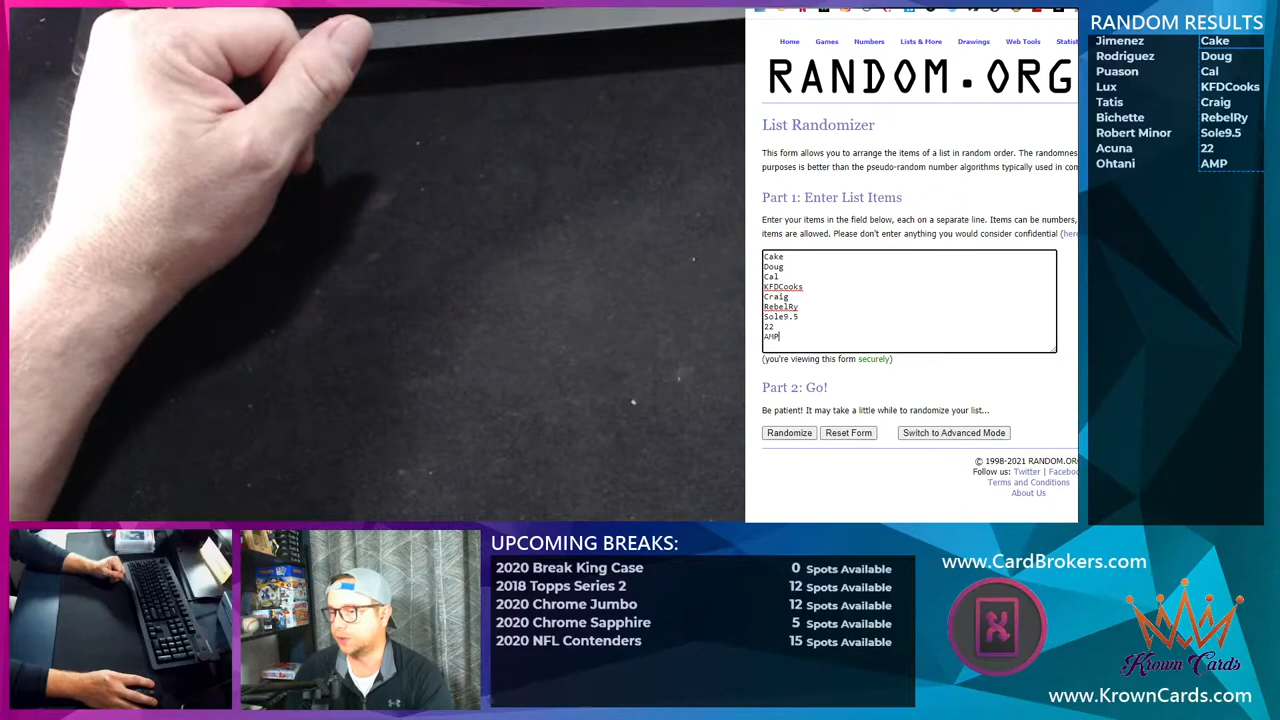 Home Games Numbers Lists & More Drawings Web Tools Statist
RANDOM.ORG
List Randomizer
This form allows you to arrange the items of a list in random order. The randomnes
purposes is better than the pseudo-random number algorithms typically used in com
Part 1: Enter List Items
Enter your items in the field below, each on a separate line. Items can be numbers,
items are allowed. Please don't enter anything you would consider confidential (here
Cake
Doug
Cal
KFDCooks
Craig
RebelRy
Sole9.5
22
AMP
(you're viewing this form securely)
Part 2: Go!
Be patient! It may take a little while to randomize your list...
Randomize Reset Form Switch to Advanced Mode
© 1998-2021 RANDOM.ORG
Follow us: Twitter | Facebo
Terms and Conditions
About Us
RANDOM RESULTS
Jimenez Cake
Rodriguez Doug
Puason Cal
Lux KFDCooks
Tatis Craig
Bichette RebelRy
Robert Minor Sole9.5
Acuna 22
Ohtani AMP
UPCOMING BREAKS:
2020 Break King Case 0 Spots Available
2018 Topps Series 2 12 Spots Available
2020 Chrome Jumbo 12 Spots Available
2020 Chrome Sapphire 5 Spots Available
2020 NFL Contenders 15 Spots Available
www.CardBrokers.com
Krown Cards
www.KrownCards.com